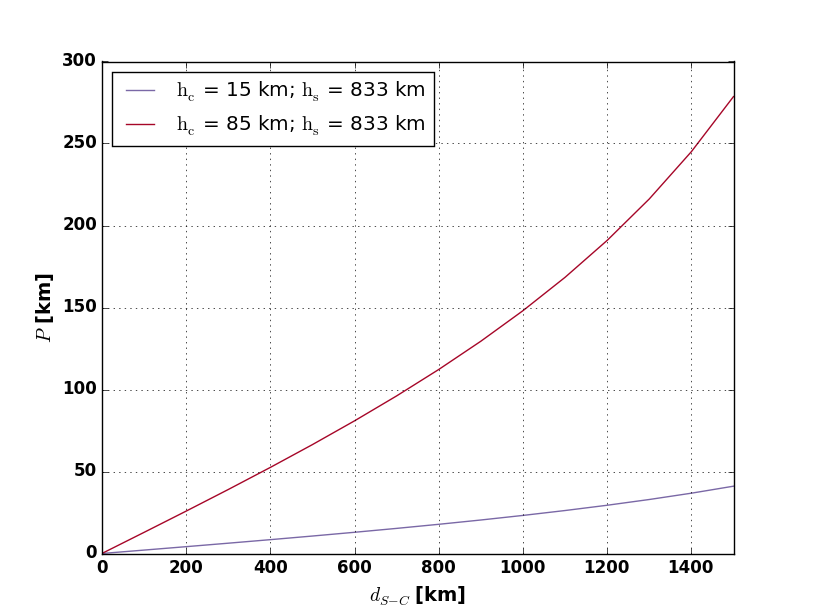 h_c = 15 km; h_s = 833 km
h_c = 85 km; h_s = 833 km
300
250
200
150
100
50
0
P [km]
0 200 400 600 800 1000 1200 1400
d_{S−C} [km]